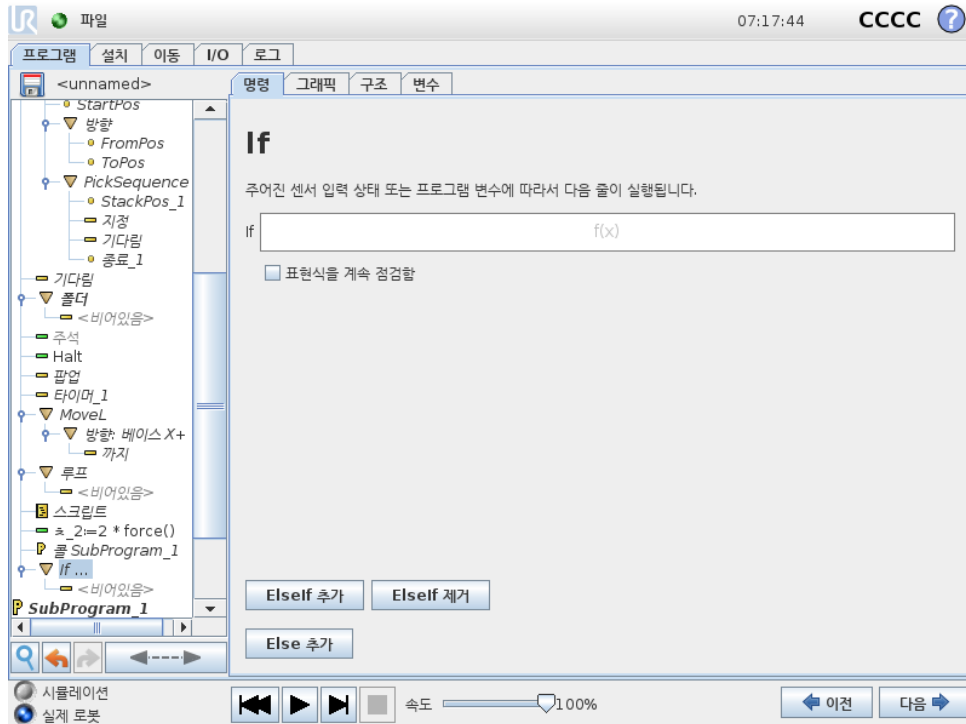 파일
07:17:44
CCCC
?
프로그램 설치 이동 I/O 로그
<unnamed>
명령 그래픽 구조 변수
StartPos
방향
FromPos
ToPos
PickSequence
StackPos_1
지정
기다림
종료_1
기다림
폴더
<비어있음>
주석
Halt
팝업
타이머_1
MoveL
방향: 베이스 X+
까지
루프
<비어있음>
스크립트
ㅊ_2:=2 * force()
콜 SubProgram_1
If ...
<비어있음>
SubProgram_1
If
주어진 센서 입력 상태 또는 프로그램 변수에 따라서 다음 줄이 실행됩니다.
If f(x)
표현식을 계속 점검함
ElseIf 추가 ElseIf 제거
Else 추가
시뮬레이션
실제 로봇
속도 100%
이전 다음